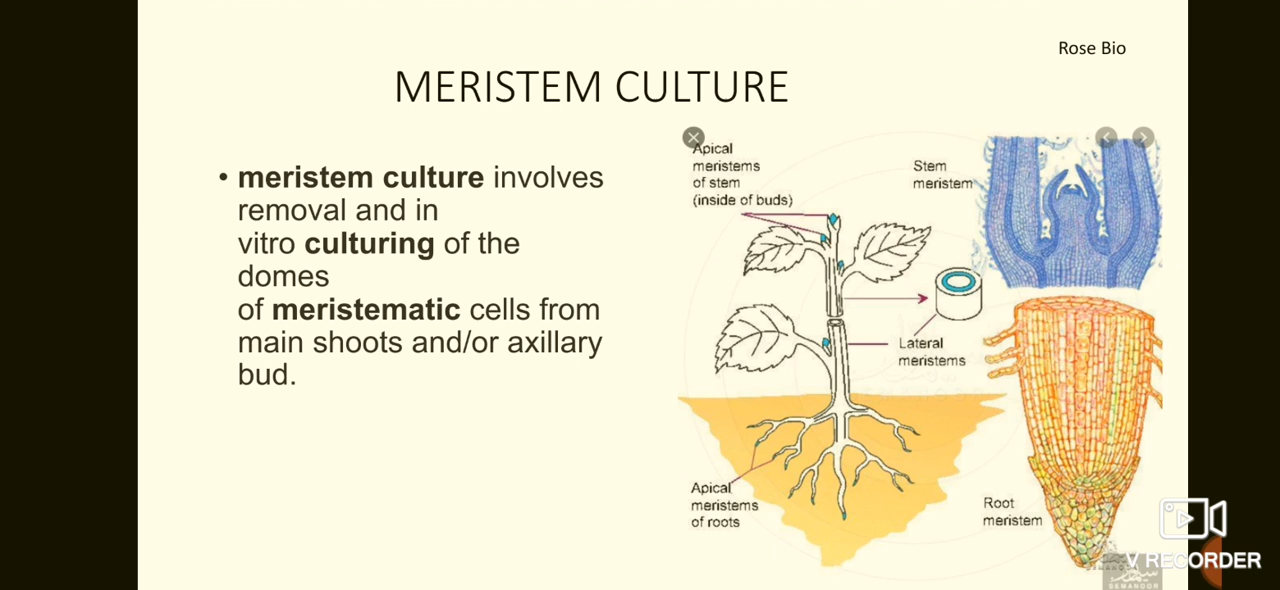 Rose Bio
MERISTEM CULTURE
• meristem culture involves
removal and in
vitro culturing of the
domes
of meristematic cells from
main shoots and/or axillary
bud.
Apical
meristems
of stem
(inside of buds)
Stem
meristem
Lateral
meristems
Apical
meristems
of roots
Root
meristem
V RECORDER
SEMANOOR